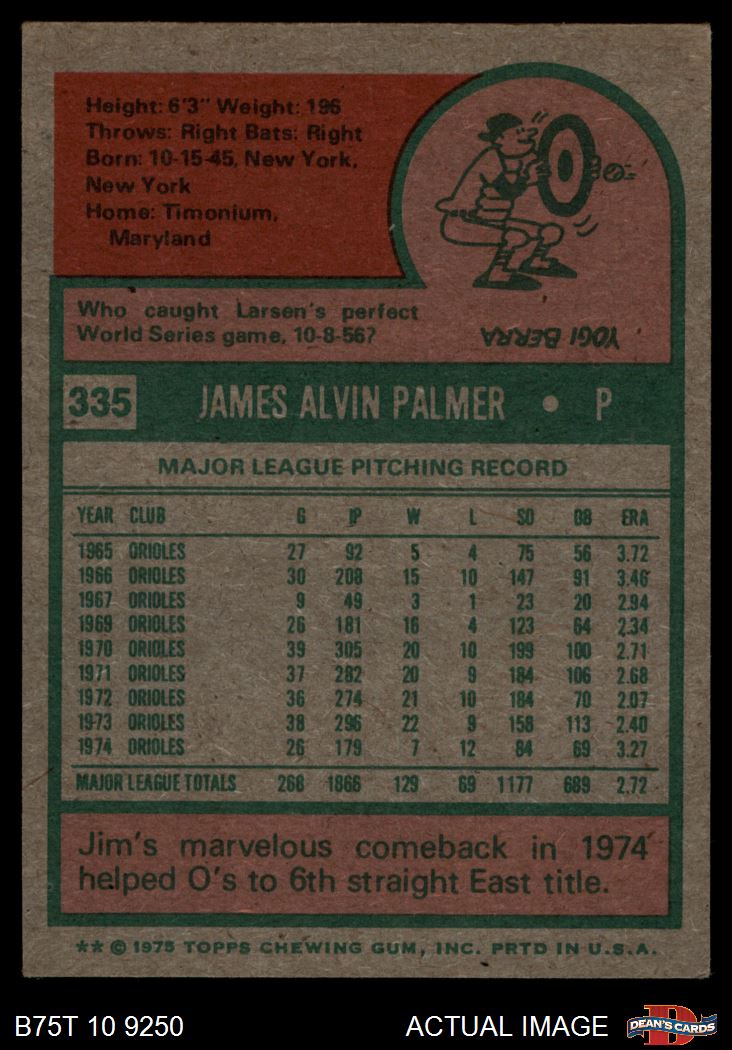 Height: 6'3" Weight: 196
Throws: Right Bats: Right
Born: 10-15-45, New York,
New York
Home: Timonium,
Maryland
Who caught Larsen's perfect
World Series game, 10-8-56?
YOGI BERRA
335 JAMES ALVIN PALMER • P
MAJOR LEAGUE PITCHING RECORD
YEAR CLUB G IP W L SO BB ERA
1965 ORIOLES 27 92 5 4 75 56 3.72
1966 ORIOLES 30 208 15 10 147 91 3.46
1967 ORIOLES 9 49 3 1 23 20 2.94
1969 ORIOLES 26 181 16 4 123 64 2.34
1970 ORIOLES 39 305 20 10 199 100 2.71
1971 ORIOLES 37 282 20 9 184 106 2.68
1972 ORIOLES 36 274 21 10 184 70 2.07
1973 ORIOLES 38 296 22 9 158 113 2.40
1974 ORIOLES 26 179 7 12 84 69 3.27
MAJOR LEAGUE TOTALS 268 1866 129 69 1177 689 2.72
Jim's marvelous comeback in 1974
helped O's to 6th straight East title.
** © 1975 TOPPS CHEWING GUM, INC. PRTD IN U.S.A.
B75T 10 9250 ACTUAL IMAGE D DEAN'S CARDS